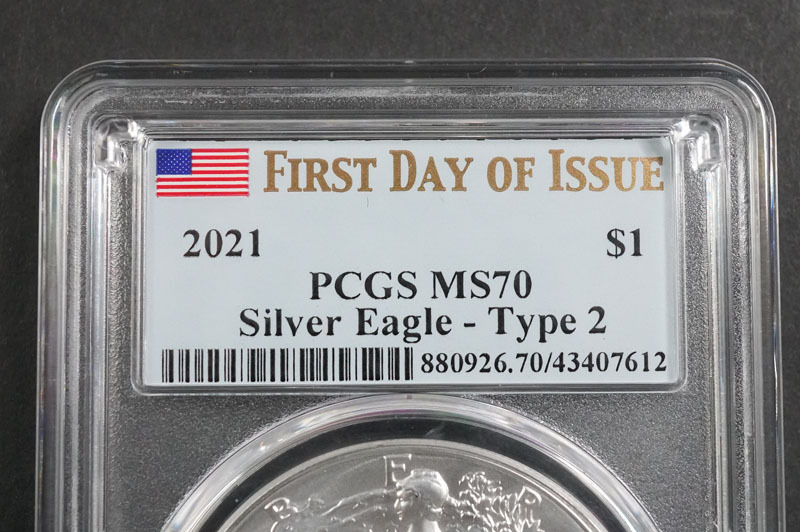 FIRST DAY OF ISSUE
2021 $1
PCGS MS70
Silver Eagle - Type 2
880926.70/43407612